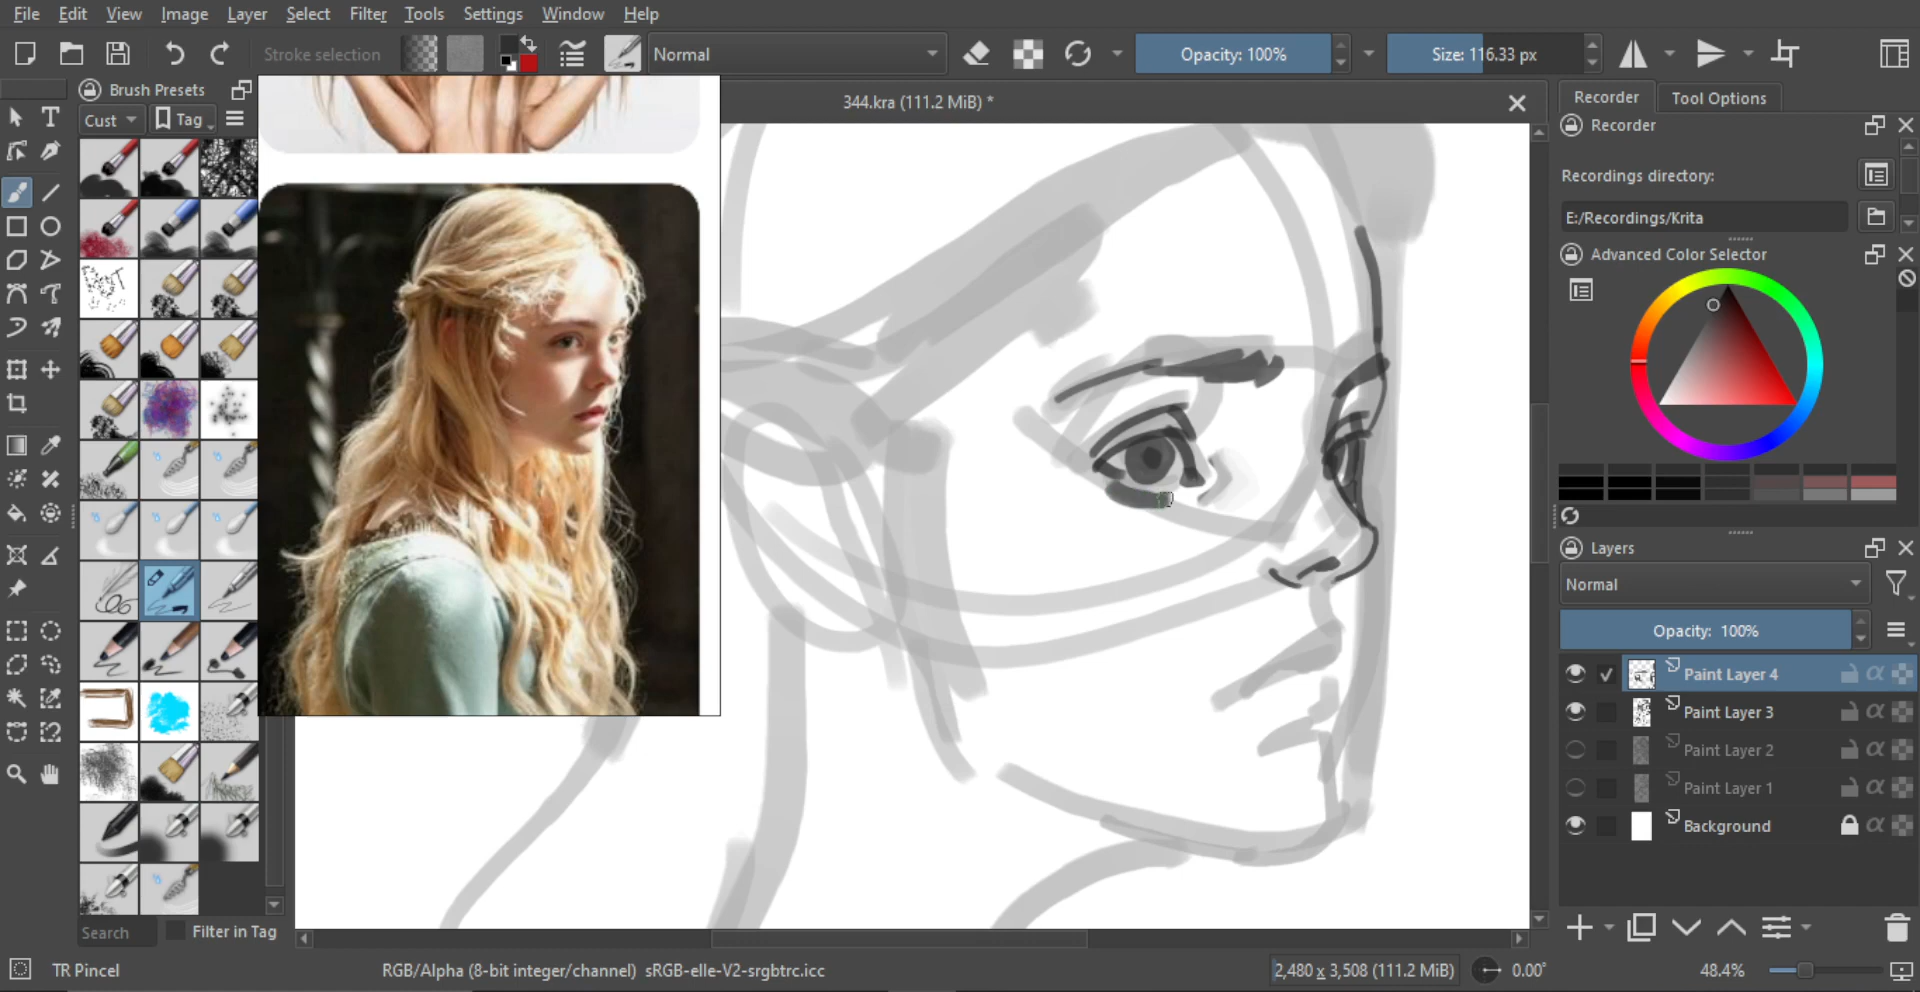 File Edit View Image Layer Select Filter Tools Settings Window Help
Stroke selection
Normal
Opacity: 100%
Size: 116.33 px
Brush Presets
344.kra (111.2 MiB) *
Recorder
Tool Options
Cust
Tag
Recorder
Recordings directory:
E:/Recordings/Krita
Advanced Color Selector
Layers
Normal
Opacity: 100%
Paint Layer 4
Paint Layer 3
Paint Layer 2
Paint Layer 1
Background
Search
Filter in Tag
TR Pincel
RGB/Alpha (8-bit integer/channel) sRGB-elle-V2-srgbtrc.icc
2,480 x 3,508 (111.2 MiB)
0.00°
48.4%